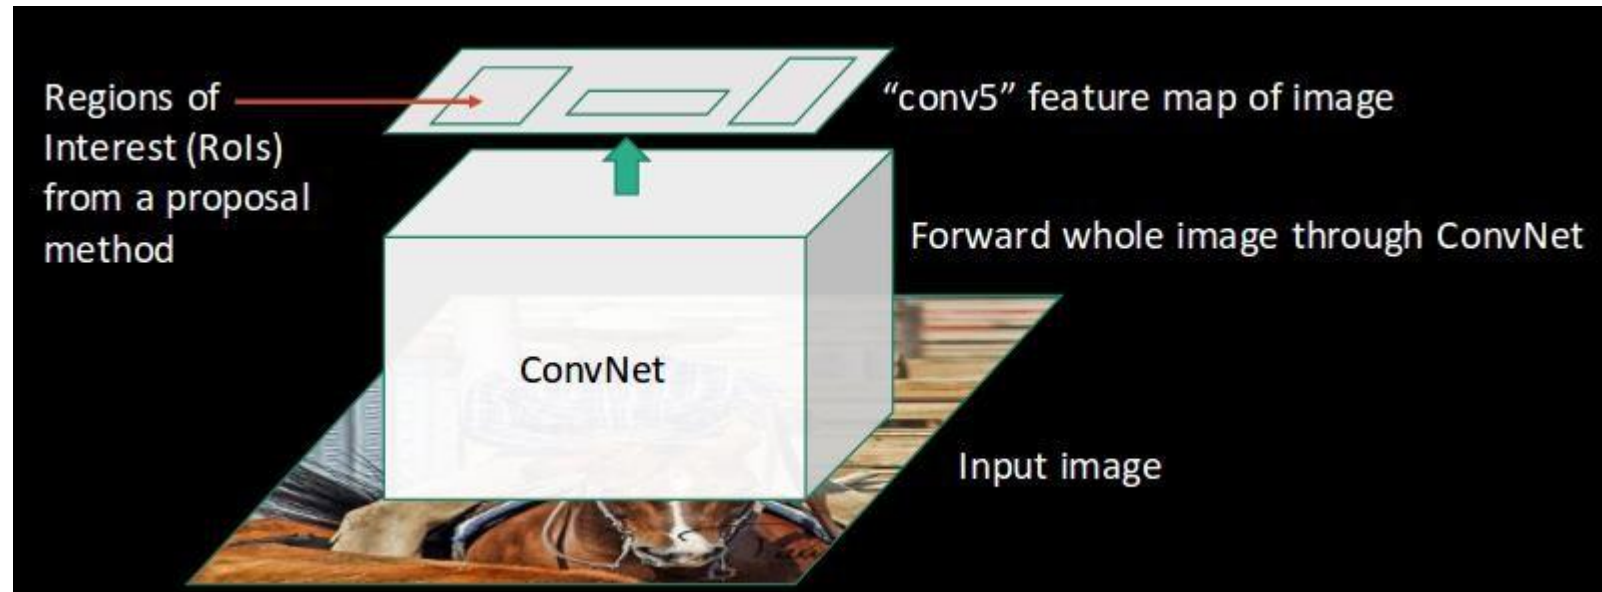 Regions of
Interest (RoIs)
from a proposal
method
“conv5” feature map of image
Forward whole image through ConvNet
ConvNet
Input image